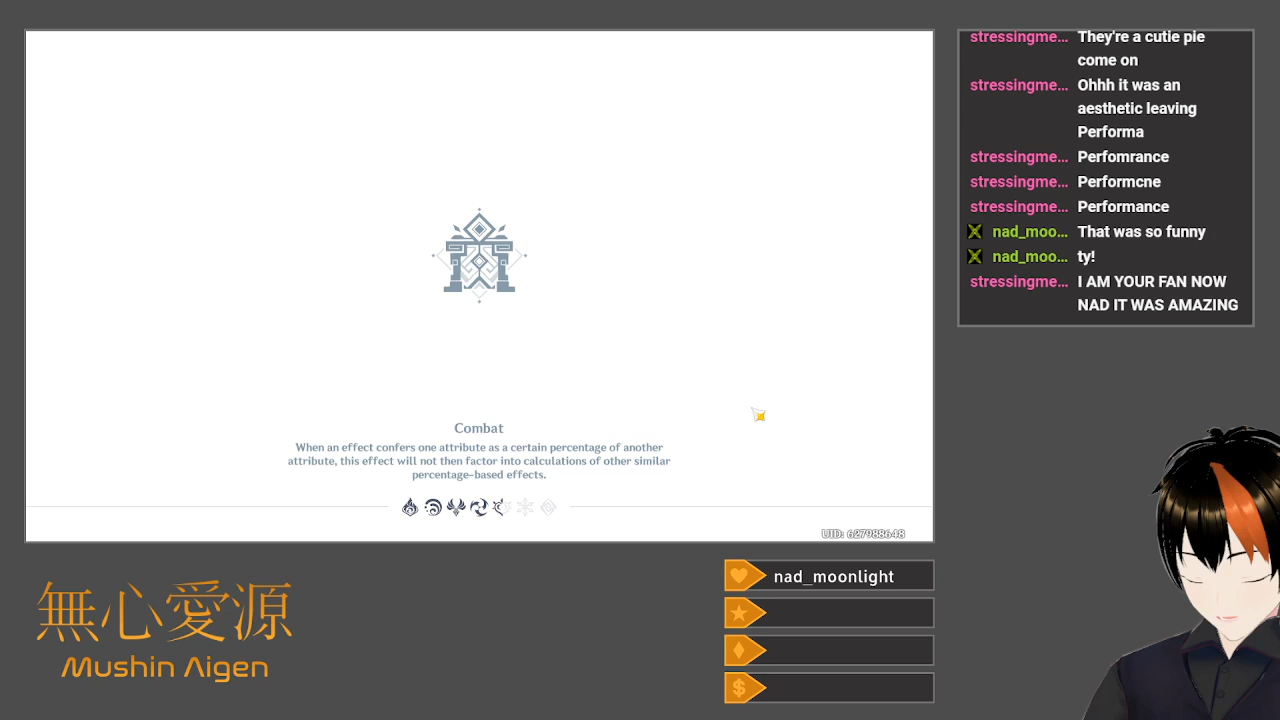 Combat
When an effect confers one attribute as a certain percentage of another
attribute, this effect will not then factor into calculations of other similar
percentage-based effects.
UID: 627988648
stressingme... They're a cutie pie
come on
stressingme... Ohhh it was an
aesthetic leaving
Performa
stressingme... Perfomrance
stressingme... Performcne
stressingme... Performance
nad_moo... That was so funny
nad_moo... ty!
stressingme... I AM YOUR FAN NOW
NAD IT WAS AMAZING
無心愛源
Mushin Aigen
nad_moonlight
$